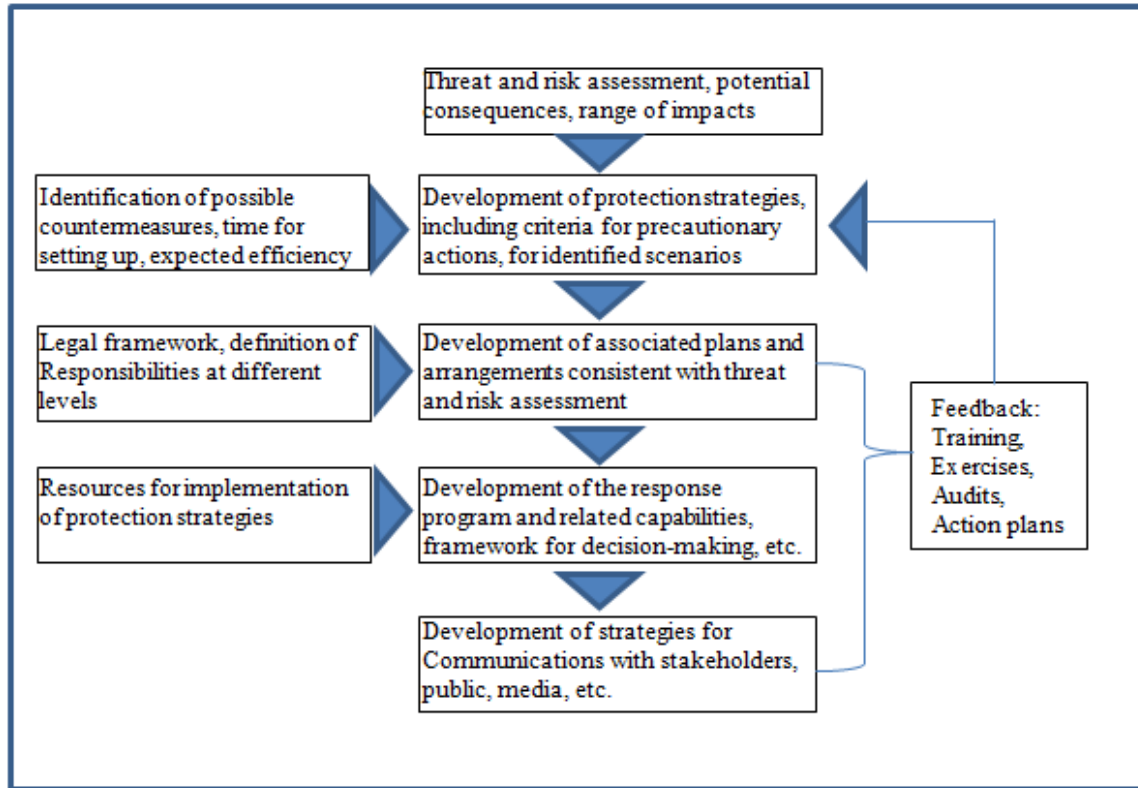 Threat and risk assessment, potential
consequences, range of impacts
Identification of possible
countermeasures, time for
setting up, expected efficiency
Development of protection strategies,
including criteria for precautionary
actions, for identified scenarios
Legal framework, definition of
Responsibilities at different
levels
Development of associated plans and
arrangements consistent with threat
and risk assessment
Feedback:
Training,
Exercises,
Audits,
Action plans
Resources for implementation
of protection strategies
Development of the response
program and related capabilities,
framework for decision-making, etc.
Development of strategies for
Communications with stakeholders,
public, media, etc.